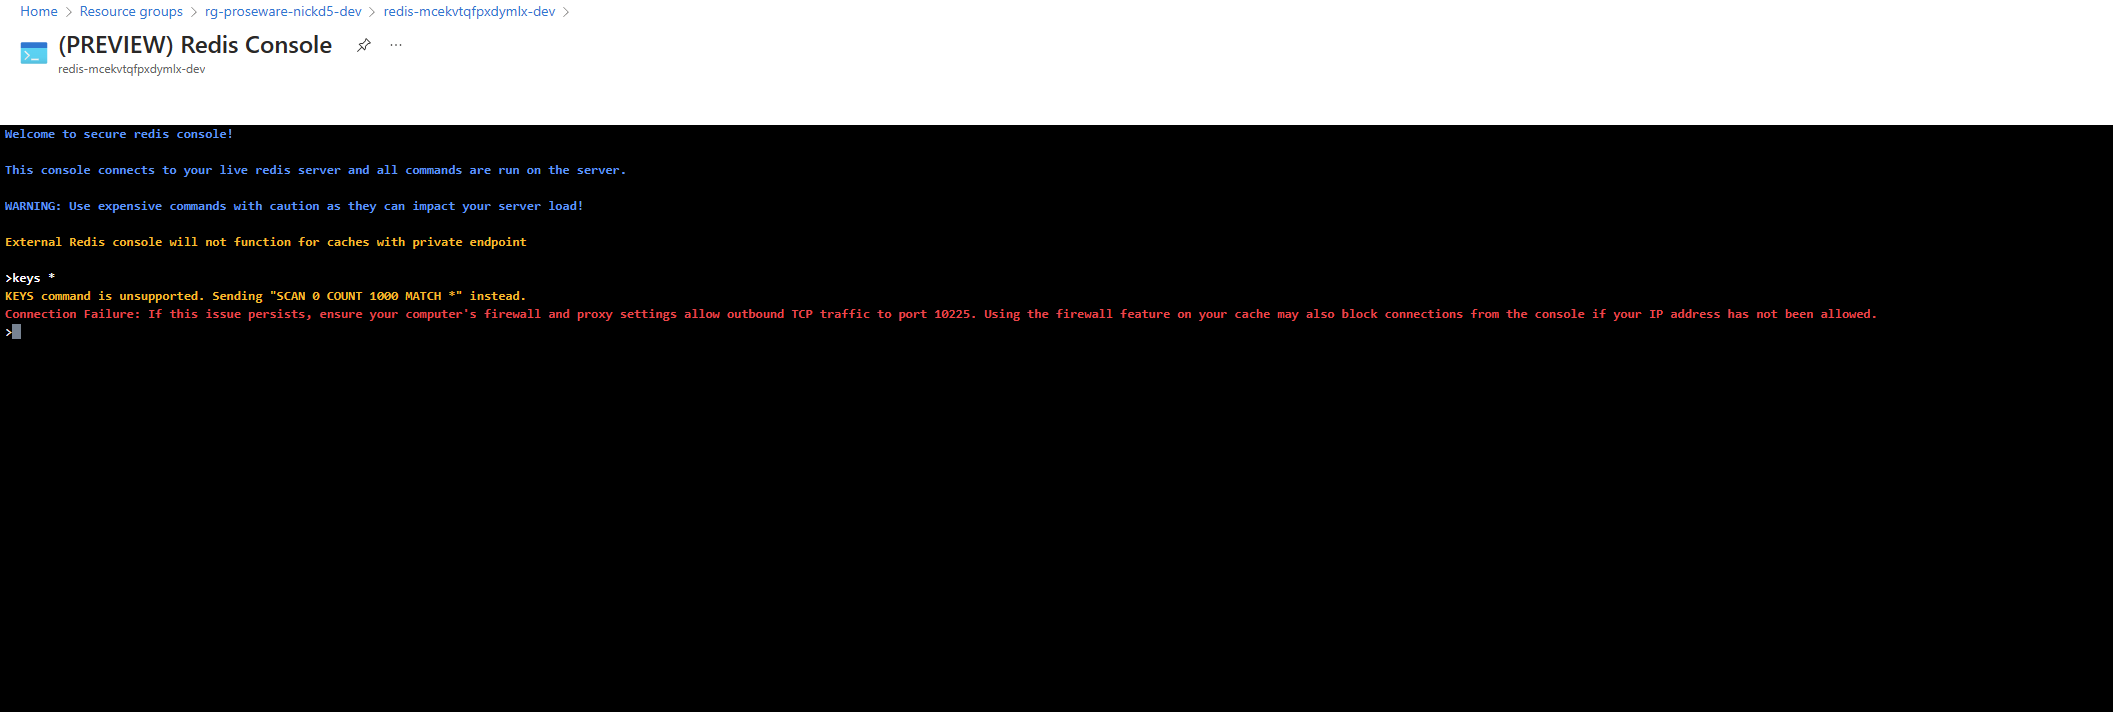 Home > Resource groups > rg-proseware-nickd5-dev > redis-mcekvtqfpxdymlx-dev >
(PREVIEW) Redis Console ...
redis-mcekvtqfpxdymlx-dev
Welcome to secure redis console!
This console connects to your live redis server and all commands are run on the server.
WARNING: Use expensive commands with caution as they can impact your server load!
External Redis console will not function for caches with private endpoint
>keys *
KEYS command is unsupported. Sending "SCAN 0 COUNT 1000 MATCH *" instead.
Connection Failure: If this issue persists, ensure your computer's firewall and proxy settings allow outbound TCP traffic to port 10225. Using the firewall feature on your cache may also block connections from the console if your IP address has not been allowed.
>